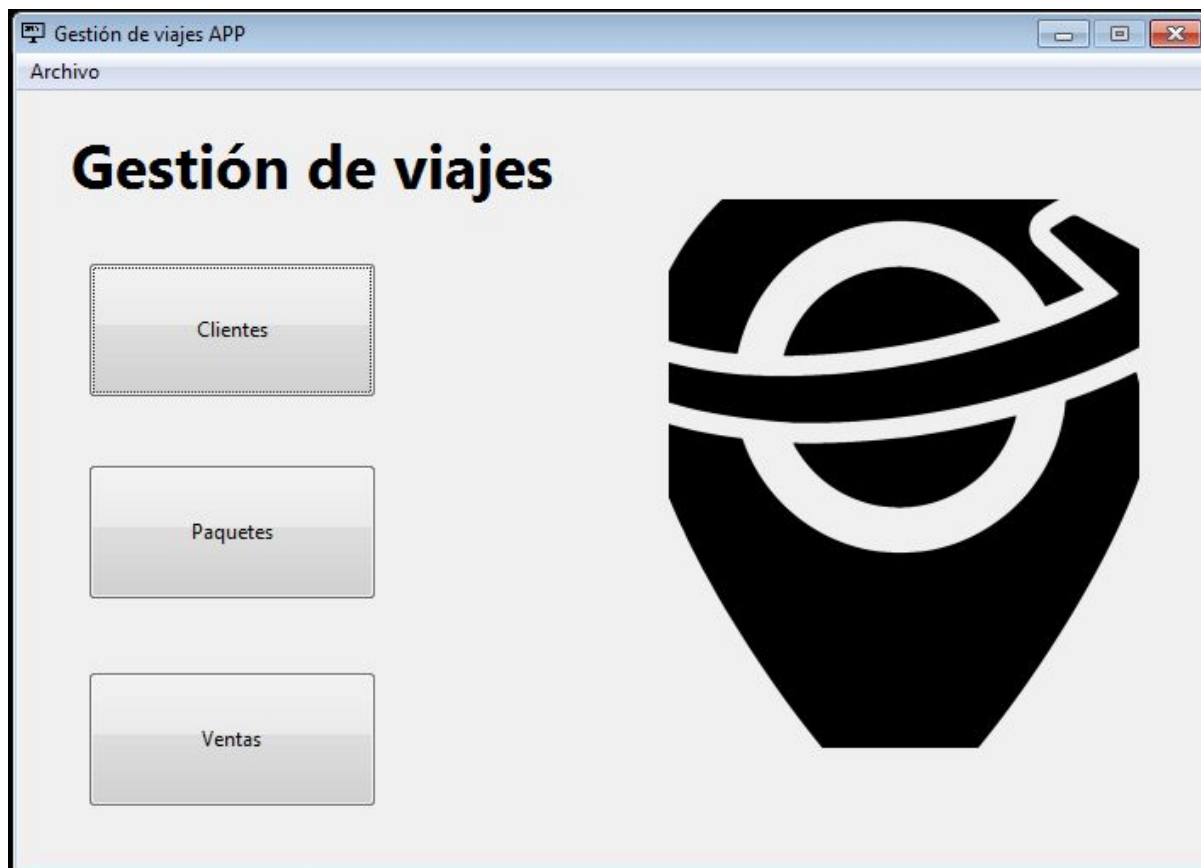 Gestión de viajes APP
Archivo
Gestión de viajes
Clientes
Paquetes
Ventas